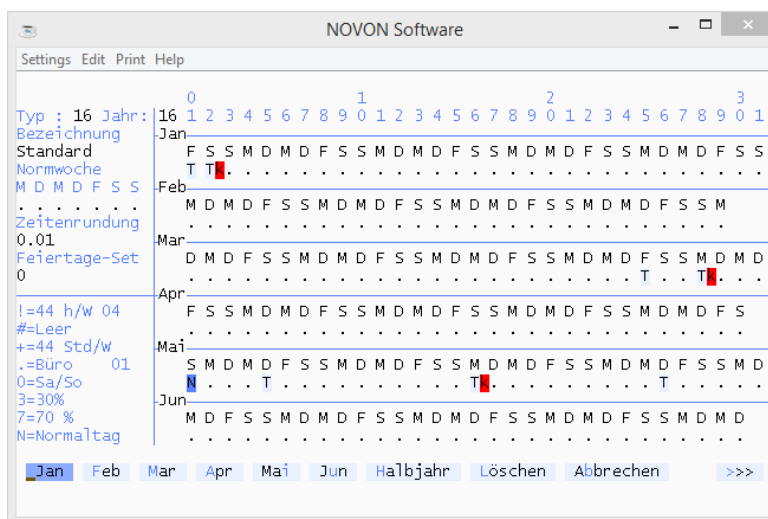 NOVON Software
Settings Edit Print Help
0 1 2 3
Typ : 16 Jahr: 16 1 2 3 4 5 6 7 8 9 0 1 2 3 4 5 6 7 8 9 0 1 2 3 4 5 6 7 8 9 0 1
Bezeichnung Jan
Standard F S S M D M D F S S M D M D F S S M D M D F S S M D M D F S S
Normwoche T Tk. . . . . . . . . . . . . . . . . . . . . . . . . . . . .
M D M D F S S Feb
M D M D F S S M D M D F S S M D M D F S S M D M D F S S M
. . . . . . . . . . . . . . . . . . . . . . . . . . . . . . . . . . . .
Zeitenrundung
0.01 Mar
Feiertage-Set D M D F S S M D M D F S S M D M D F S S M D M D F S S M D M D
0 . . . . . . . . . . . . . . . . . . . . . . . . T . . Tk. . .
Apr
!=44 h/W 04 F S S M D M D F S S M D M D F S S M D M D F S S M D M D F S
#=Leer . . . . . . . . . . . . . . . . . . . . . . . . . . . . . .
+=44 Std/W Mai
.=Büro 01 S M D M D F S S M D M D F S S M D M D F S S M D M D F S S M D
0=Sa/So N . . . T . . . . . . . . . . Tk. . . . . . . . . T . . . . .
3=30% Jun
7=70 % M D F S S M D M D F S S M D M D F S S M D M D F S S M D M D
N=Normaltag . . . . . . . . . . . . . . . . . . . . . . . . . . . . . .
Jan Feb Mar Apr Mai Jun Halbjahr Löschen Abbrechen >>>